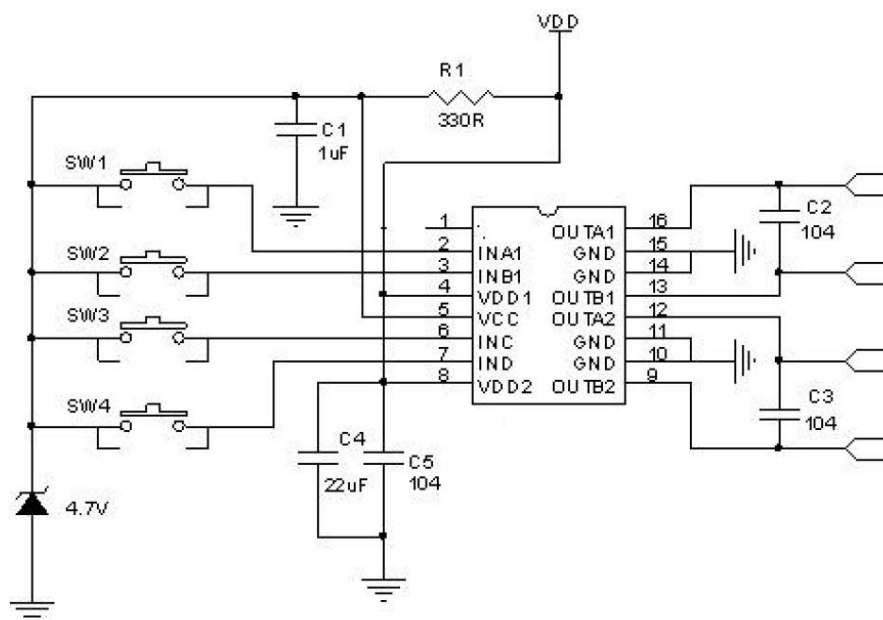 VDD
R1
330R
C1
1uF
SW1
SW2
SW3
SW4
4.7V
1
2 INA1
3 INB1
4 VDD1
5 VCC
6 INC
7 IND
8 VDD2
OUTA1 16
GND 15
GND 14
OUTB1 13
OUTA2 12
GND 11
GND 10
OUTB2 9
C2
104
C3
104
C4
22uF
C5
104